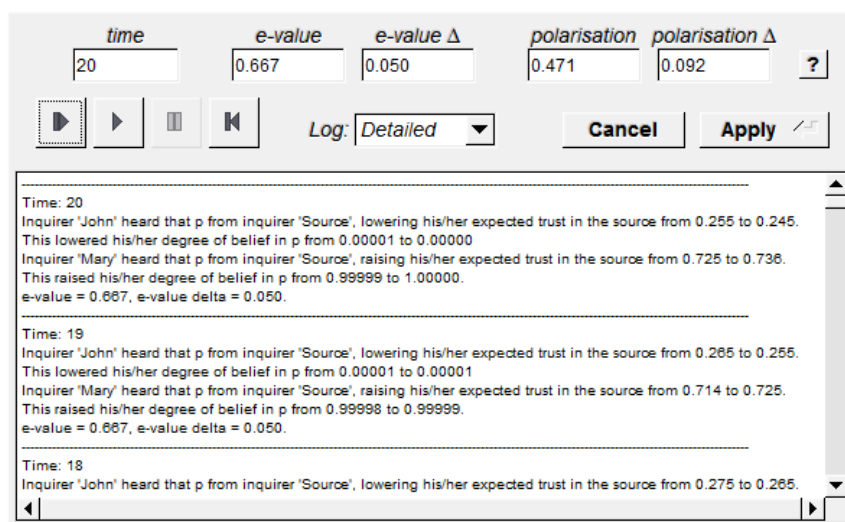 time e-value e-value Δ polarisation polarisation Δ
20 0.667 0.050 0.471 0.092 ?
Log: Detailed Cancel Apply
Time: 20
Inquirer 'John' heard that p from inquirer 'Source', lowering his/her expected trust in the source from 0.255 to 0.245.
This lowered his/her degree of belief in p from 0.00001 to 0.00000
Inquirer 'Mary' heard that p from inquirer 'Source', raising his/her expected trust in the source from 0.725 to 0.736.
This raised his/her degree of belief in p from 0.99999 to 1.00000.
e-value = 0.667, e-value delta = 0.050.
Time: 19
Inquirer 'John' heard that p from inquirer 'Source', lowering his/her expected trust in the source from 0.265 to 0.255.
This lowered his/her degree of belief in p from 0.00001 to 0.00001
Inquirer 'Mary' heard that p from inquirer 'Source', raising his/her expected trust in the source from 0.714 to 0.725.
This raised his/her degree of belief in p from 0.99998 to 0.99999.
e-value = 0.667, e-value delta = 0.050.
Time: 18
Inquirer 'John' heard that p from inquirer 'Source', lowering his/her expected trust in the source from 0.275 to 0.265.